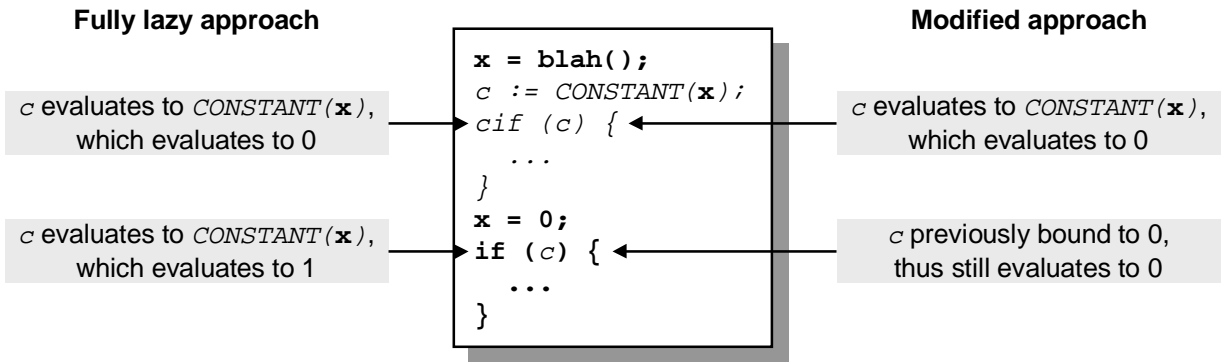 Fully lazy approach
Modified approach
x = blah();
c := CONSTANT(x);
cif (c) {
...
}
x = 0;
if (c) {
...
}
c evaluates to CONSTANT(x),
which evaluates to 0
c evaluates to CONSTANT(x),
which evaluates to 1
c evaluates to CONSTANT(x),
which evaluates to 0
c previously bound to 0,
thus still evaluates to 0